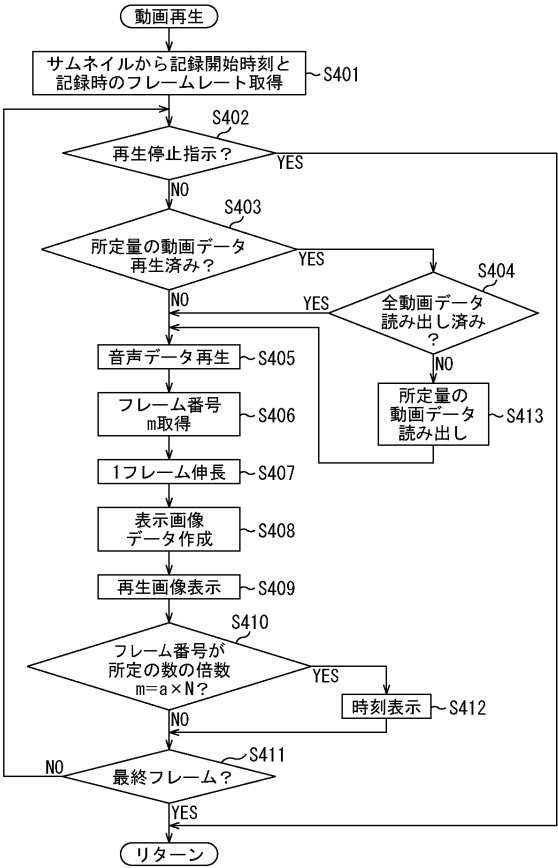 動画再生
サムネイルから記録開始時刻と
記録時のフレームレート取得
S401
S402
再生停止指示？
YES
NO
S403
所定量の動画データ
再生済み？
YES
NO
S404
全動画データ
読み出し済み
？
YES
NO
音声データ再生
S405
所定量の
動画データ
読み出し
S413
フレーム番号
m取得
S406
1フレーム伸長
S407
表示画像
データ作成
S408
再生画像表示
S409
S410
フレーム番号が
所定の数の倍数
m=a×N？
YES
NO
時刻表示
S412
S411
最終フレーム？
NO
YES
リターン